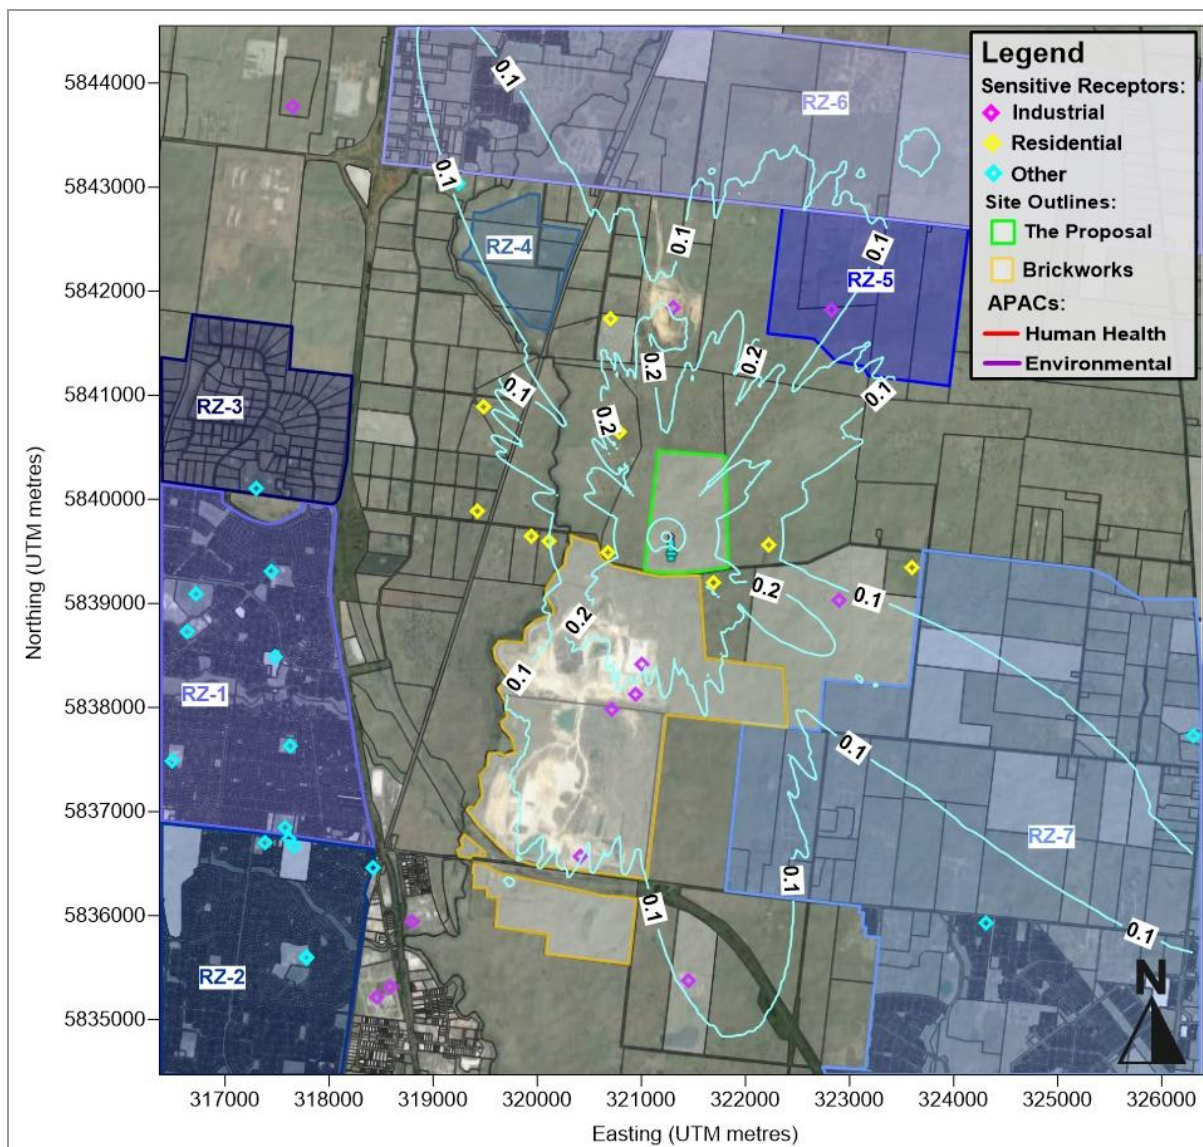 Legend
Sensitive Receptors:
Industrial
Residential
Other
Site Outlines:
The Proposal
Brickworks
APACs:
Human Health
Environmental
5844000
5843000
5842000
5841000
5840000
5839000
5838000
5837000
5836000
5835000
Northing (UTM metres)
317000
318000
319000
320000
321000
322000
323000
324000
325000
326000
Easting (UTM metres)
RZ-6
RZ-4
RZ-5
RZ-3
RZ-1
RZ-7
RZ-2
0.1
0.1
0.1
0.1
0.2
0.2
0.1
0.1
0.2
0.2
0.1
0.2
0.1
0.1
0.1
0.1
0.1
N